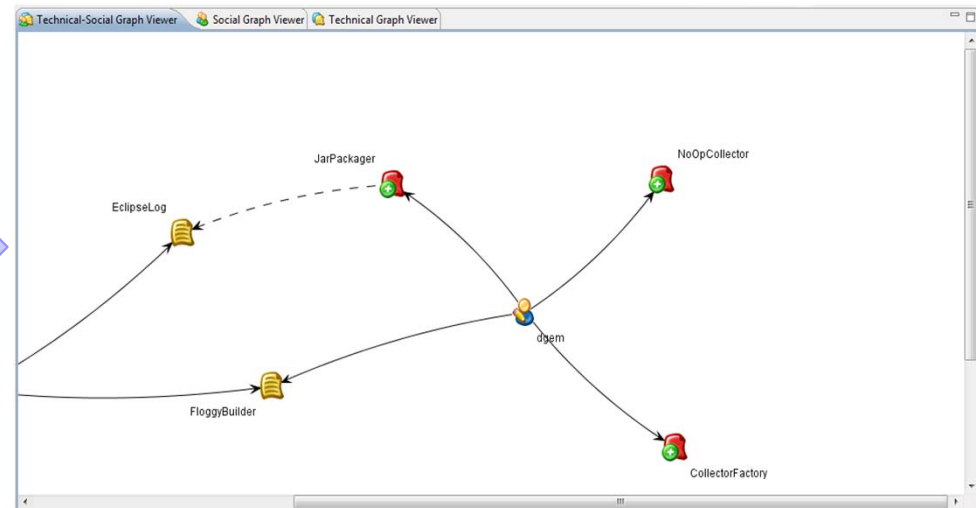 Technical-Social Graph Viewer
Social Graph Viewer
Technical Graph Viewer
NoOpCollector
JarPackager
EclipseLog
dgem
FloggyBuilder
CollectorFactory